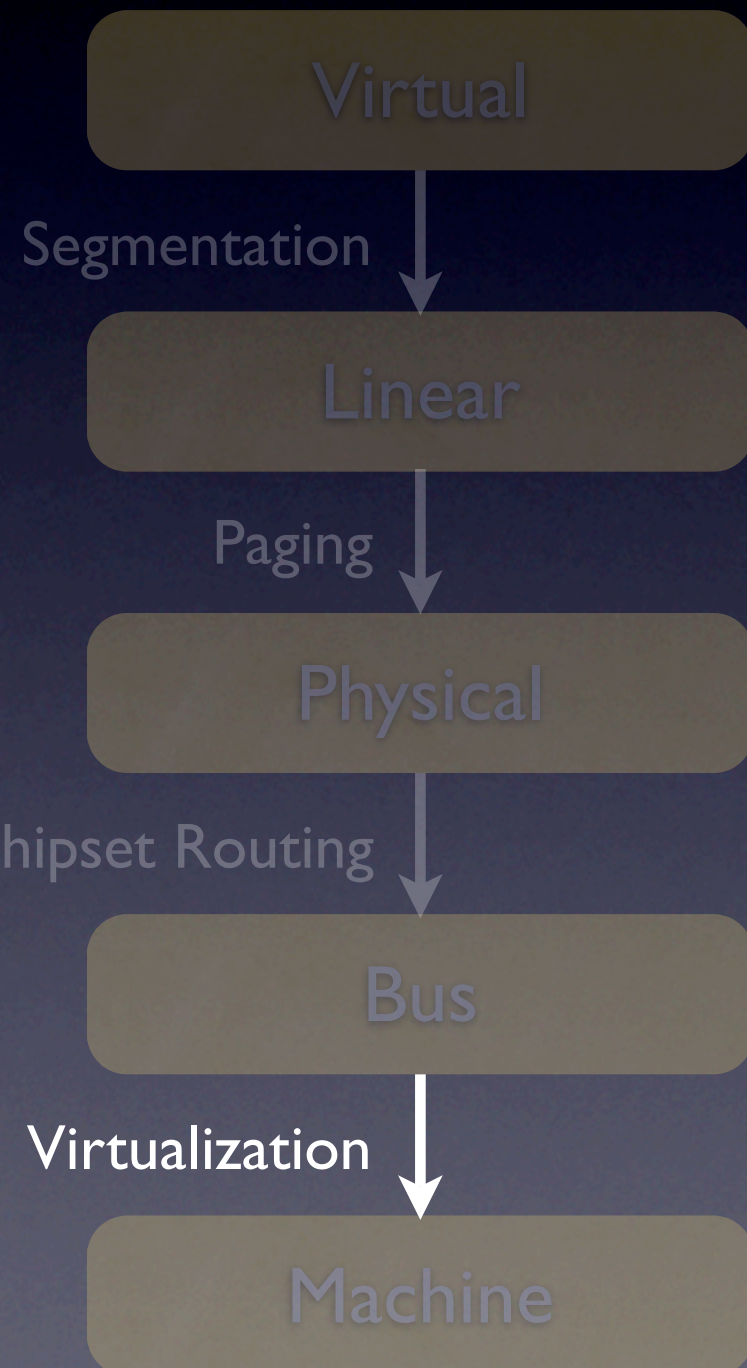 Virtual
Segmentation
Linear
Paging
Physical
hipset Routing
Bus
Virtualization
Machine